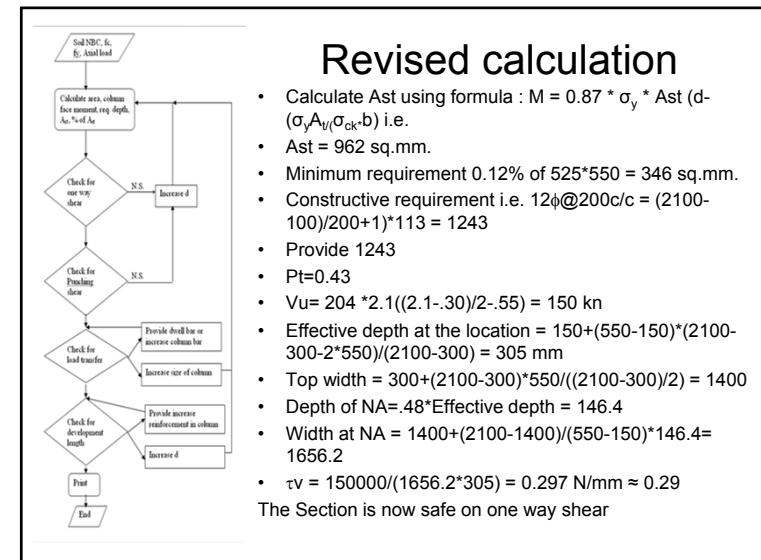 Revised calculation
• Calculate Ast using formula : M = 0.87 * σy * Ast (d-
(σyAt/(σck*b) i.e.
• Ast = 962 sq.mm.
• Minimum requirement 0.12% of 525*550 = 346 sq.mm.
• Constructive requirement i.e. 12ϕ@200c/c = (2100-
100)/200+1)*113 = 1243
• Provide 1243
• Pt=0.43
• Vu= 204 *2.1((2.1-.30)/2-.55) = 150 kn
• Effective depth at the location = 150+(550-150)*(2100-
300-2*550)/(2100-300) = 305 mm
• Top width = 300+(2100-300)*550/((2100-300)/2) = 1400
• Depth of NA=.48*Effective depth = 146.4
• Width at NA = 1400+(2100-1400)/(550-150)*146.4=
1656.2
• τv = 150000/(1656.2*305) = 0.297 N/mm ≈ 0.29
The Section is now safe on one way shear
Soil NBC, fc,
fy, Axial load
Calculate area, column
face moment, req. depth,
% of
Check for
one way
shear
N.S.
Increase d
Check for
Punching
shear
N.S.
Check for
load transfer
Provide dwell bar or
increase column bar
Increase size of column
Check for
development
length
Provide increase
reinforcement in column
Increase d
Print
End